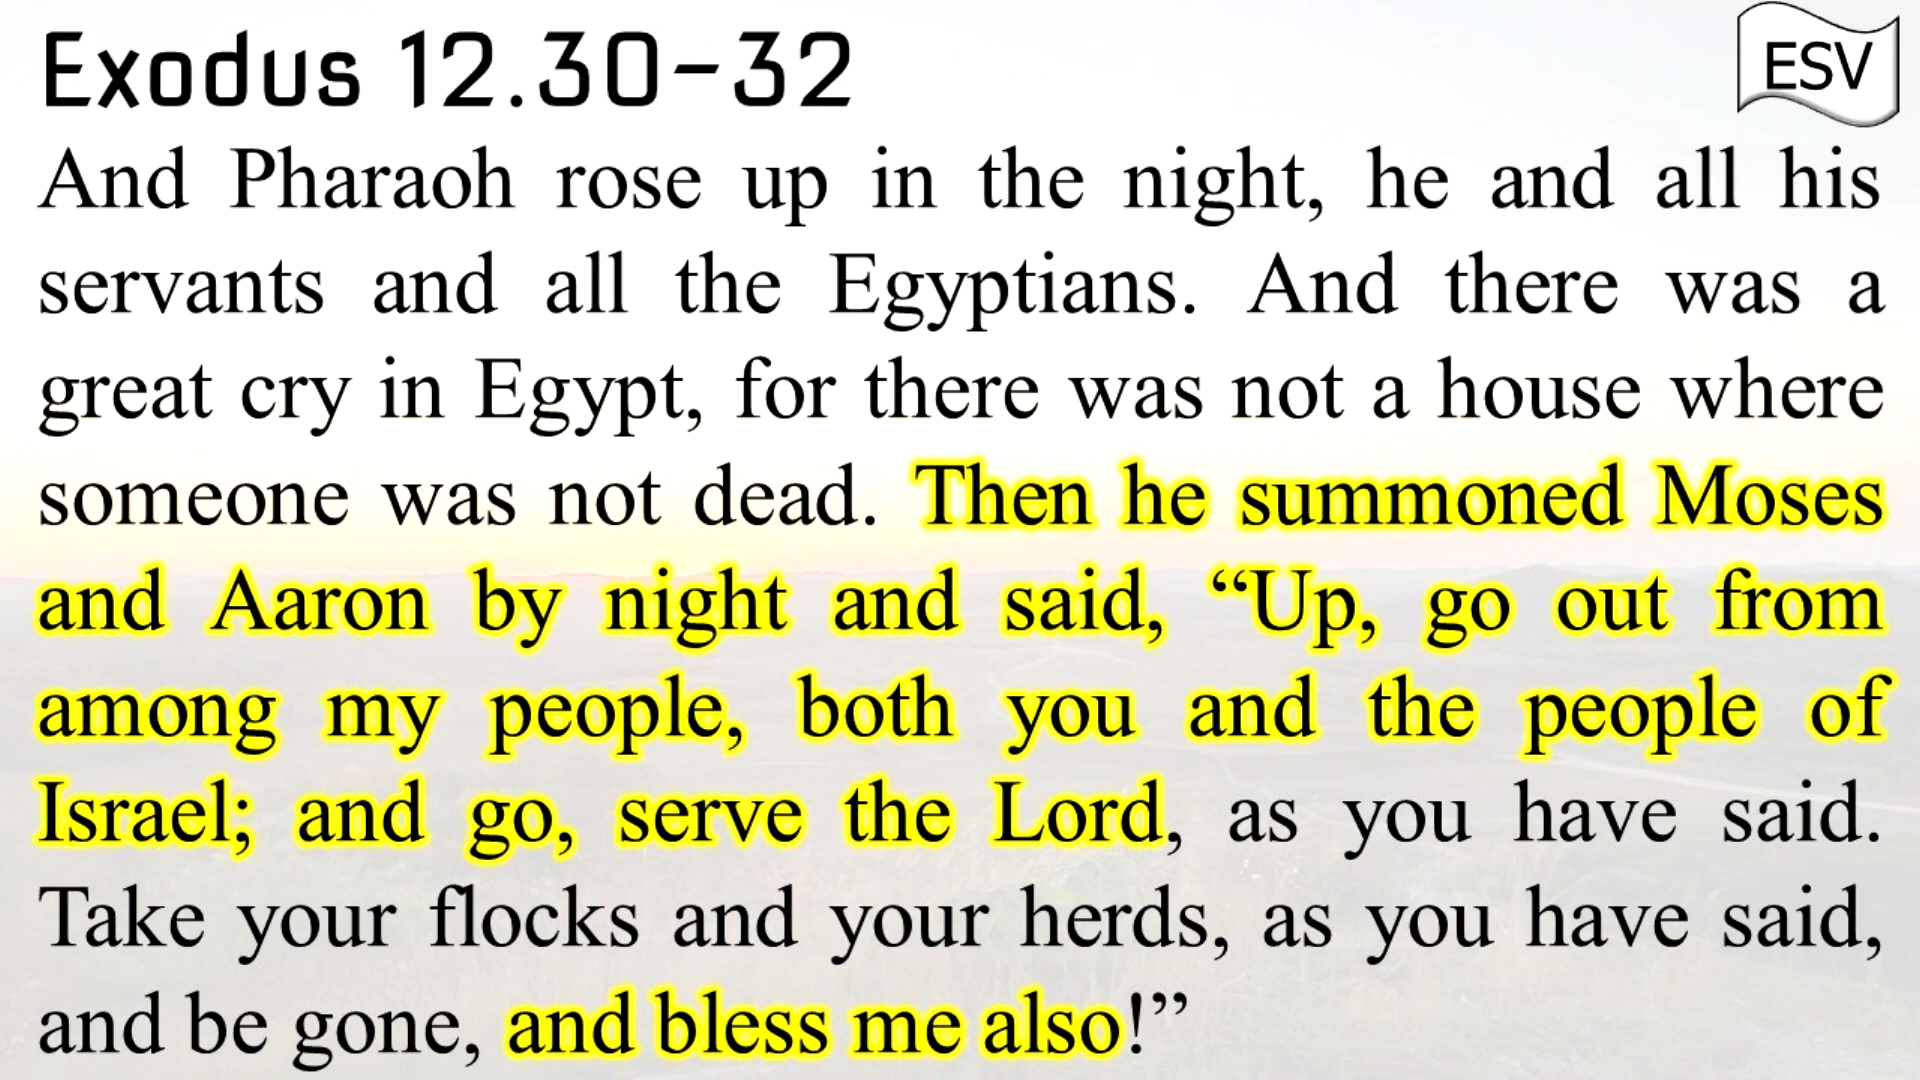 Exodus 12.30-32
ESV
And Pharaoh rose up in the night, he and all his
servants and all the Egyptians. And there was a
great cry in Egypt, for there was not a house where
someone was not dead. Then he summoned Moses
and Aaron by night and said, “Up, go out from
among my people, both you and the people of
Israel; and go, serve the Lord, as you have said.
Take your flocks and your herds, as you have said,
and be gone, and bless me also!”